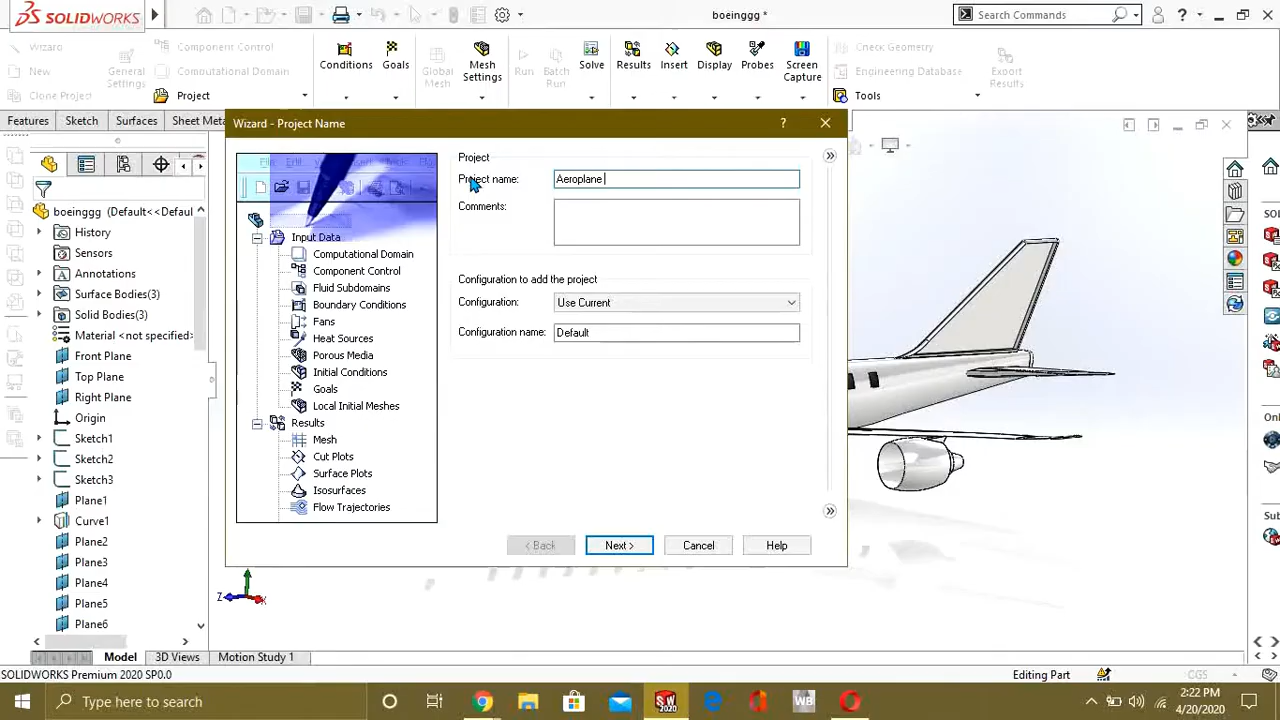 SOLIDWORKS
boeinggg *
Search Commands
Wizard
New
Clone Project
General Settings
Component Control
Computational Domain
Project
Conditions
Goals
Global Mesh
Mesh Settings
Run
Batch Run
Solve
Results
Insert
Display
Probes
Screen Capture
Check Geometry
Engineering Database
Tools
Export Results
Features
Sketch
Surfaces
Sheet Met
boeinggg (Default<<Defaul
History
Sensors
Annotations
Surface Bodies(3)
Solid Bodies(3)
Material <not specified>
Front Plane
Top Plane
Right Plane
Origin
Sketch1
Sketch2
Sketch3
Plane1
Curve1
Plane2
Plane3
Plane4
Plane5
Plane6
Wizard - Project Name
?
Input Data
Computational Domain
Component Control
Fluid Subdomains
Boundary Conditions
Fans
Heat Sources
Porous Media
Initial Conditions
Goals
Local Initial Meshes
Results
Mesh
Cut Plots
Surface Plots
Isosurfaces
Flow Trajectories
Project
Project name:
Aeroplane
Comments:
Configuration to add the project
Configuration:
Use Current
Configuration name:
Default
< Back
Next >
Cancel
Help
Z
X
Su
Model
3D Views
Motion Study 1
SOLIDWORKS Premium 2020 SP0.0
Editing Part
CGS
Type here to search
SW 2020
WB
2:22 PM
4/20/2020